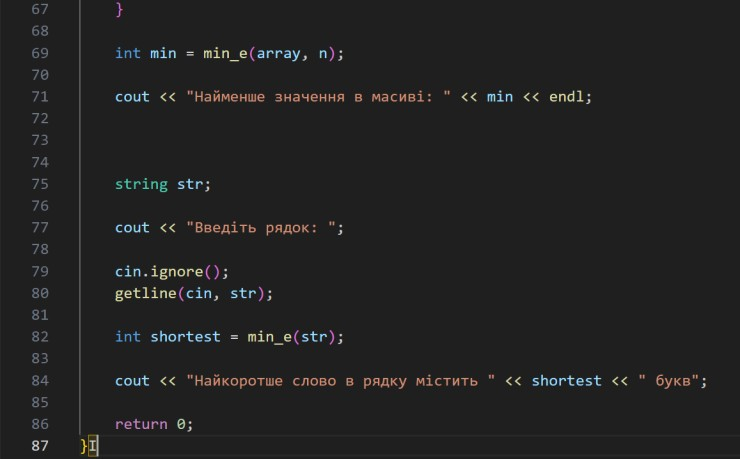 67 }
68
69 int min = min_e(array, n);
70
71 cout << "Найменше значення в масиві: " << min << endl;
72
73
74
75 string str;
76
77 cout << "Введіть рядок: ";
78
79 cin.ignore();
80 getline(cin, str);
81
82 int shortest = min_e(str);
83
84 cout << "Найкоротше слово в рядку містить " << shortest << " букв";
85
86 return 0;
87 }